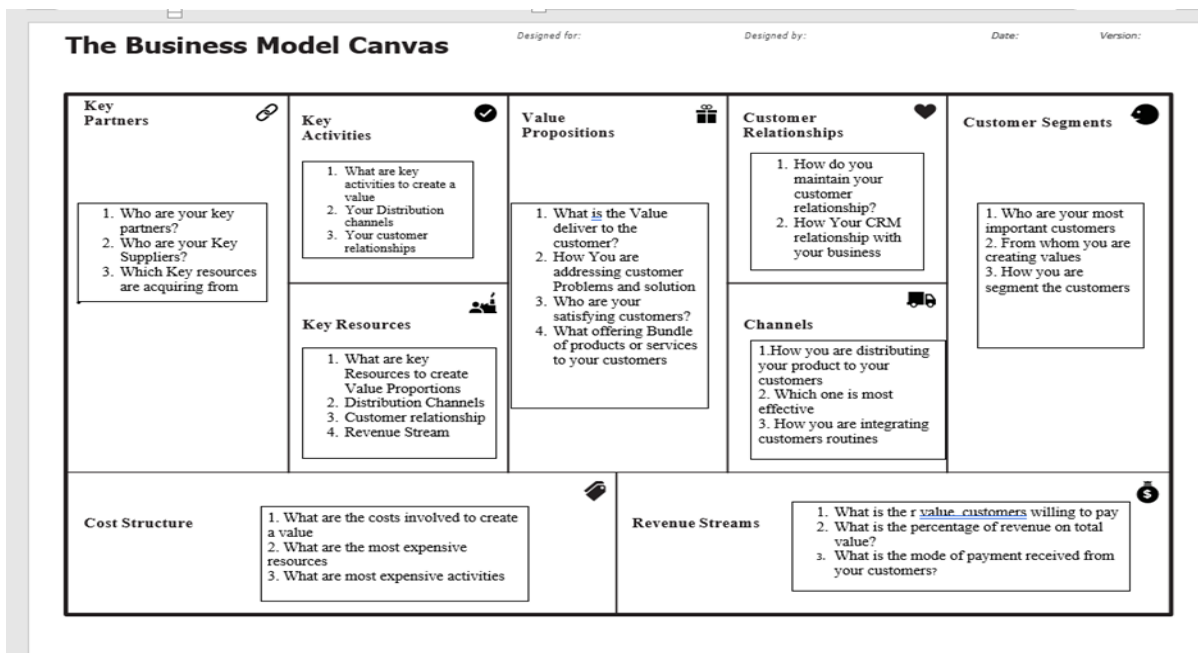 The Business Model Canvas
Designed for:
Designed by:
Date:
Version:
Key
Partners
1. Who are your key
partners?
2. Who are your Key
Suppliers?
3. Which Key resources
are acquiring from
Key
Activities
1. What are key
activities to create a
value
2. Your Distribution
channels
3. Your customer
relationships
Key Resources
1. What are key
Resources to create
Value Proportions
2. Distribution Channels
3. Customer relationship
4. Revenue Stream
Value
Propositions
1. What is the Value
deliver to the
customer?
2. How You are
addressing customer
Problems and solution
3. Who are your
satisfying customers?
4. What offering Bundle
of products or services
to your customers
Customer
Relationships
1. How do you
maintain your
customer
relationship?
2. How Your CRM
relationship with
your business
Channels
1.How you are distributing
your product to your
customers
2. Which one is most
effective
3. How you are integrating
customers routines
Customer Segments
1. Who are your most
important customers
2. From whom you are
creating values
3. How you are
segment the customers
Cost Structure
1. What are the costs involved to create
a value
2. What are the most expensive
resources
3. What are most expensive activities
Revenue Streams
1. What is the r value customers willing to pay
2. What is the percentage of revenue on total
value?
3. What is the mode of payment received from
your customers?